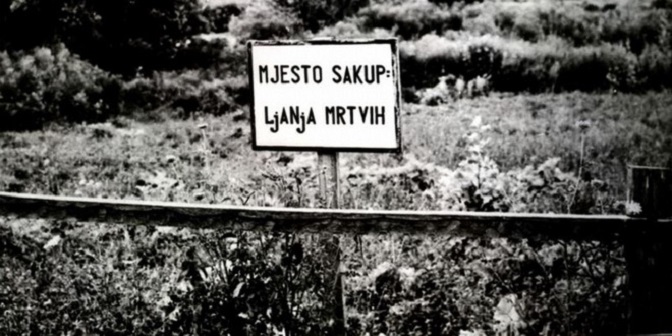 MJESTO SAKUP=
LjANjA MRTVIH